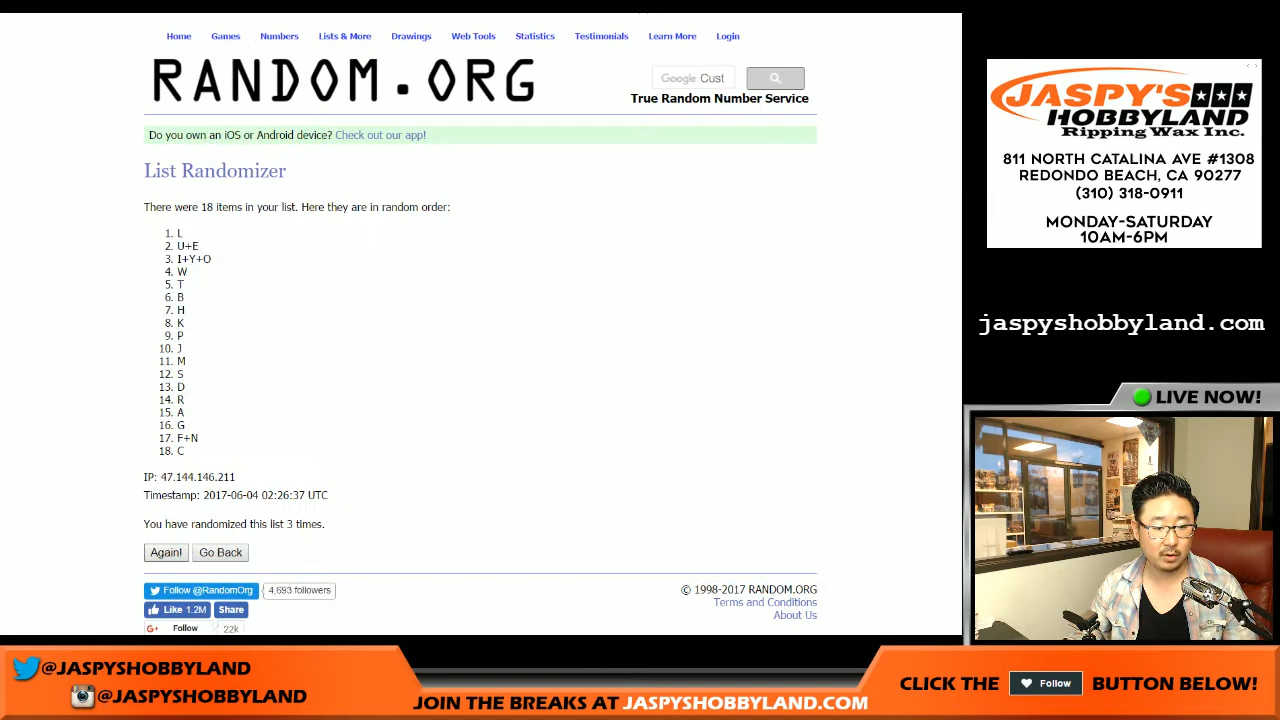 Home Games Numbers Lists & More Drawings Web Tools Statistics Testimonials Learn More Login
RANDOM.ORG
Google Cust
True Random Number Service
Do you own an iOS or Android device? Check out our app!
List Randomizer
There were 18 items in your list. Here they are in random order:
1. L
2. U+E
3. I+Y+O
4. W
5. T
6. B
7. H
8. K
9. P
10. J
11. M
12. S
13. D
14. R
15. A
16. G
17. F+N
18. C
IP: 47.144.146.211
Timestamp: 2017-06-04 02:26:37 UTC
You have randomized this list 3 times.
Again! Go Back
Follow @RandomOrg 4,693 followers
Like 1.2M Share
G+ Follow 22k
© 1998-2017 RANDOM.ORG
Terms and Conditions
About Us
JASPY'S
HOBBYLAND
Ripping Wax Inc.
811 NORTH CATALINA AVE #1308
REDONDO BEACH, CA 90277
(310) 318-0911
MONDAY-SATURDAY
10AM-6PM
jaspyshobbyland.com
LIVE NOW!
@JASPYSHOBBYLAND
@JASPYSHOBBYLAND
JOIN THE BREAKS AT JASPYSHOBBYLAND.COM
CLICK THE Follow BUTTON BELOW!